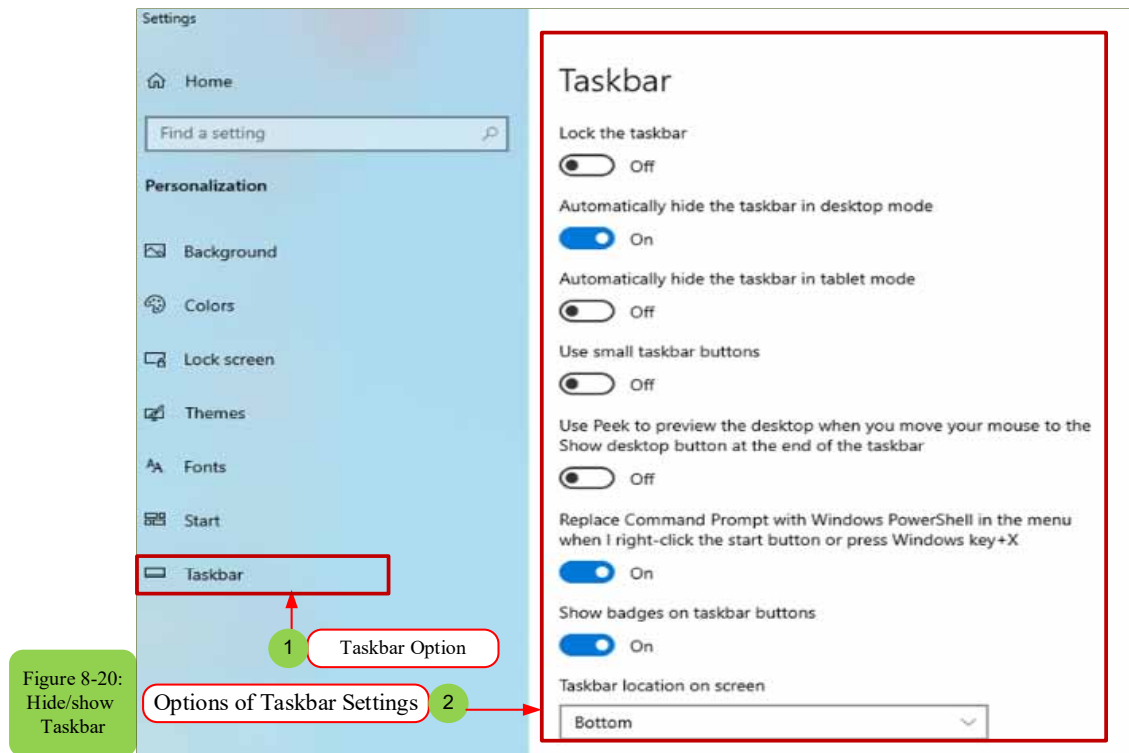 Settings
Home
Find a setting
Personalization
Background
Colors
Lock screen
Themes
Fonts
Start
Taskbar
1 Taskbar Option
Options of Taskbar Settings 2
Figure 8-20:
Hide/show
Taskbar
Taskbar
Lock the taskbar
Off
Automatically hide the taskbar in desktop mode
On
Automatically hide the taskbar in tablet mode
Off
Use small taskbar buttons
Off
Use Peek to preview the desktop when you move your mouse to the
Show desktop button at the end of the taskbar
Off
Replace Command Prompt with Windows PowerShell in the menu
when I right-click the start button or press Windows key+X
On
Show badges on taskbar buttons
On
Taskbar location on screen
Bottom